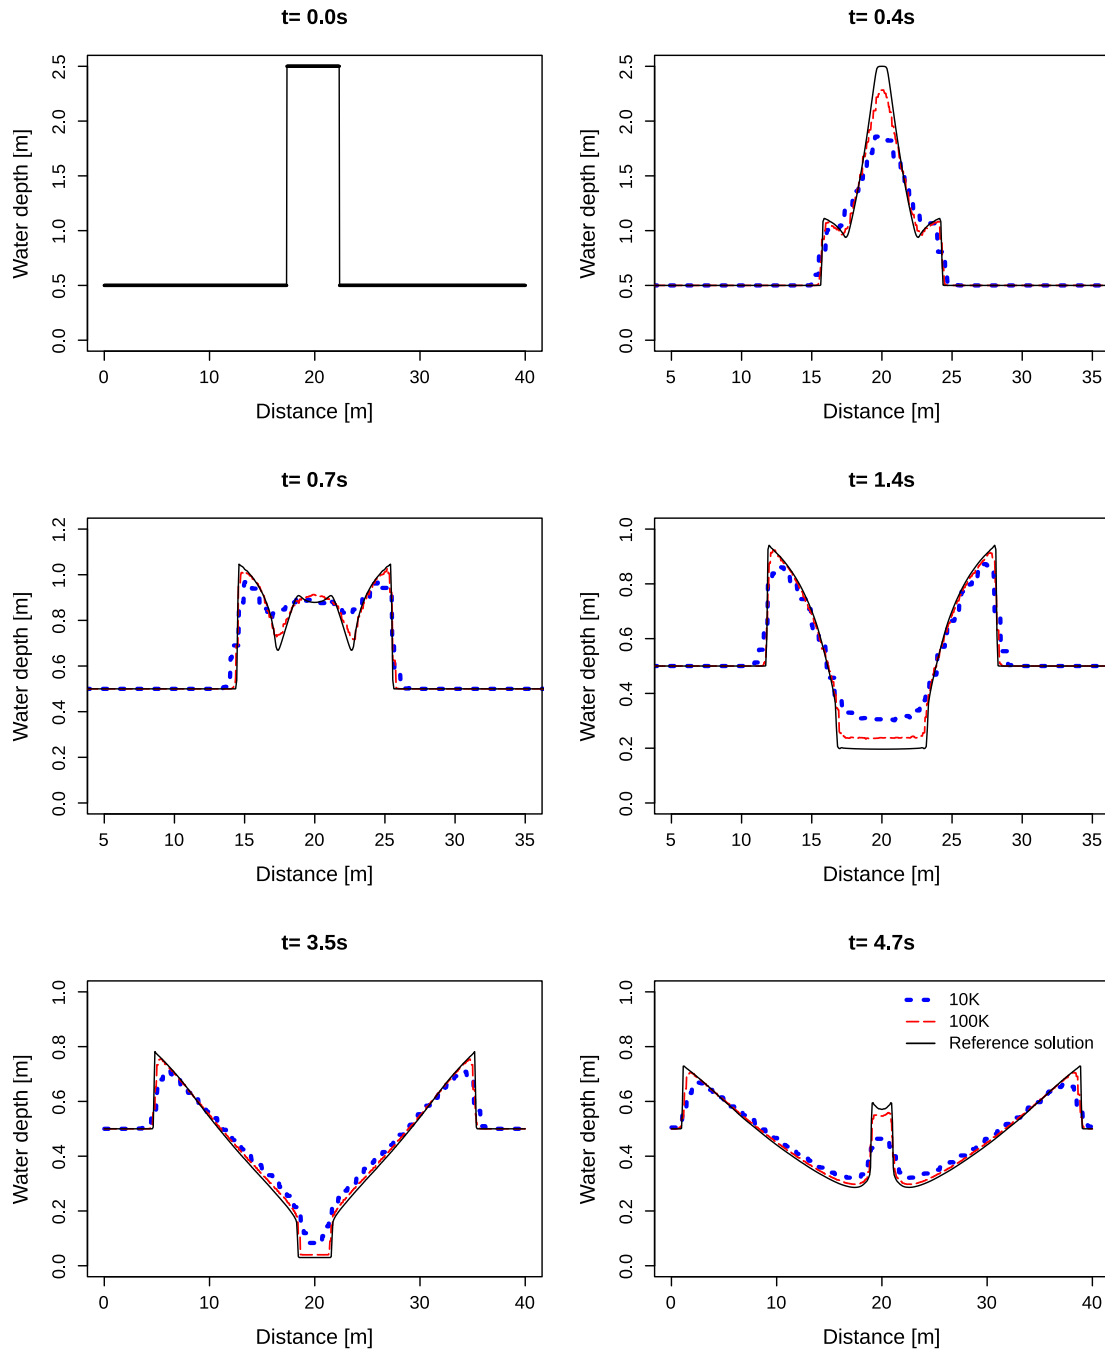 t= 0.0s
Water depth [m]
0.0 0.5 1.0 1.5 2.0 2.5
0 10 20 30 40
Distance [m]
t= 0.4s
Water depth [m]
0.0 0.5 1.0 1.5 2.0 2.5
5 10 15 20 25 30 35
Distance [m]
t= 0.7s
Water depth [m]
0.0 0.2 0.4 0.6 0.8 1.0 1.2
5 10 15 20 25 30 35
Distance [m]
t= 1.4s
Water depth [m]
0.0 0.2 0.4 0.6 0.8 1.0
5 10 15 20 25 30 35
Distance [m]
t= 3.5s
Water depth [m]
0.0 0.2 0.4 0.6 0.8 1.0
0 10 20 30 40
Distance [m]
t= 4.7s
Water depth [m]
0.0 0.2 0.4 0.6 0.8 1.0
10K
100K
Reference solution
0 10 20 30 40
Distance [m]